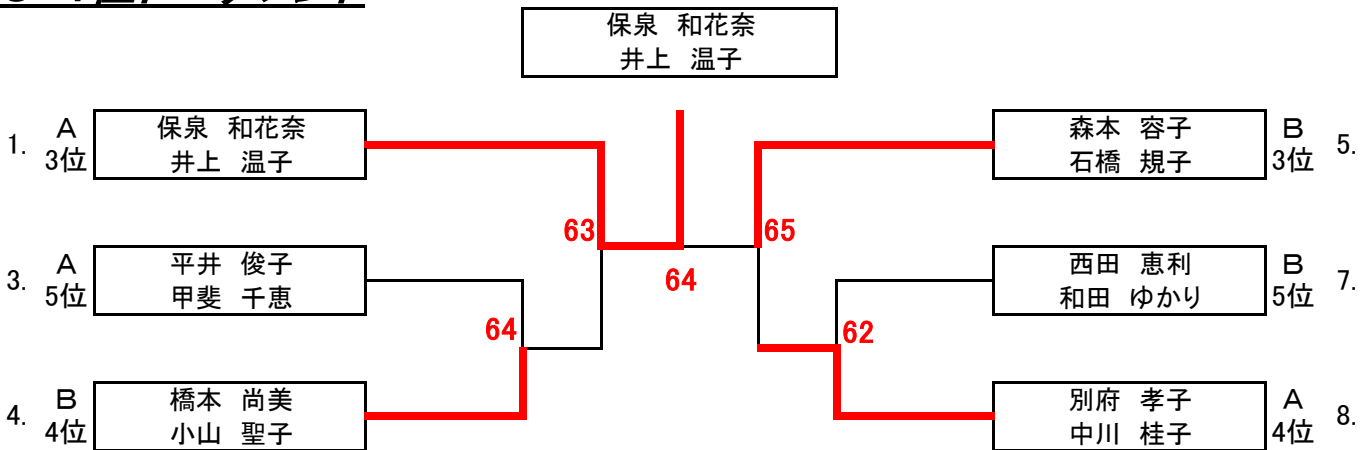 保泉 和花奈
井上 温子
1. A 3位 保泉 和花奈
井上 温子
森本 容子
石橋 規子 B 3位 5.
63
65
64
3. A 5位 平井 俊子
甲斐 千恵
西田 恵利
和田 ゆかり B 5位 7.
64
62
4. B 4位 橋本 尚美
小山 聖子
別府 孝子
中川 桂子 A 4位 8.